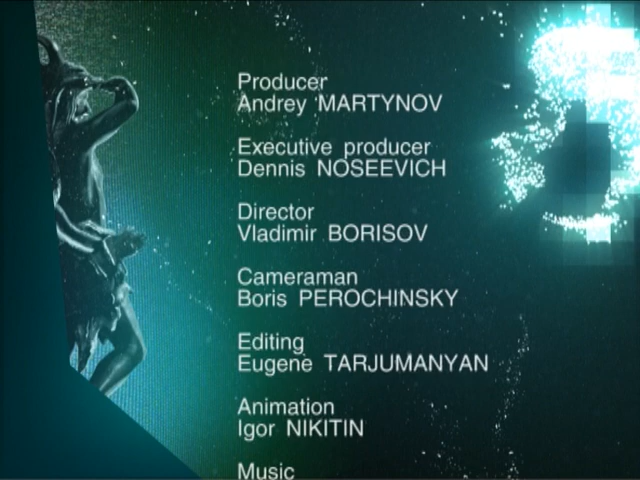 Producer
Andrey MARTYNOV
Executive producer
Dennis NOSEEVICH
Director
Vladimir BORISOV
Cameraman
Boris PEROCHINSKY
Editing
Eugene TARJUMANYAN
Animation
Igor NIKITIN
Music